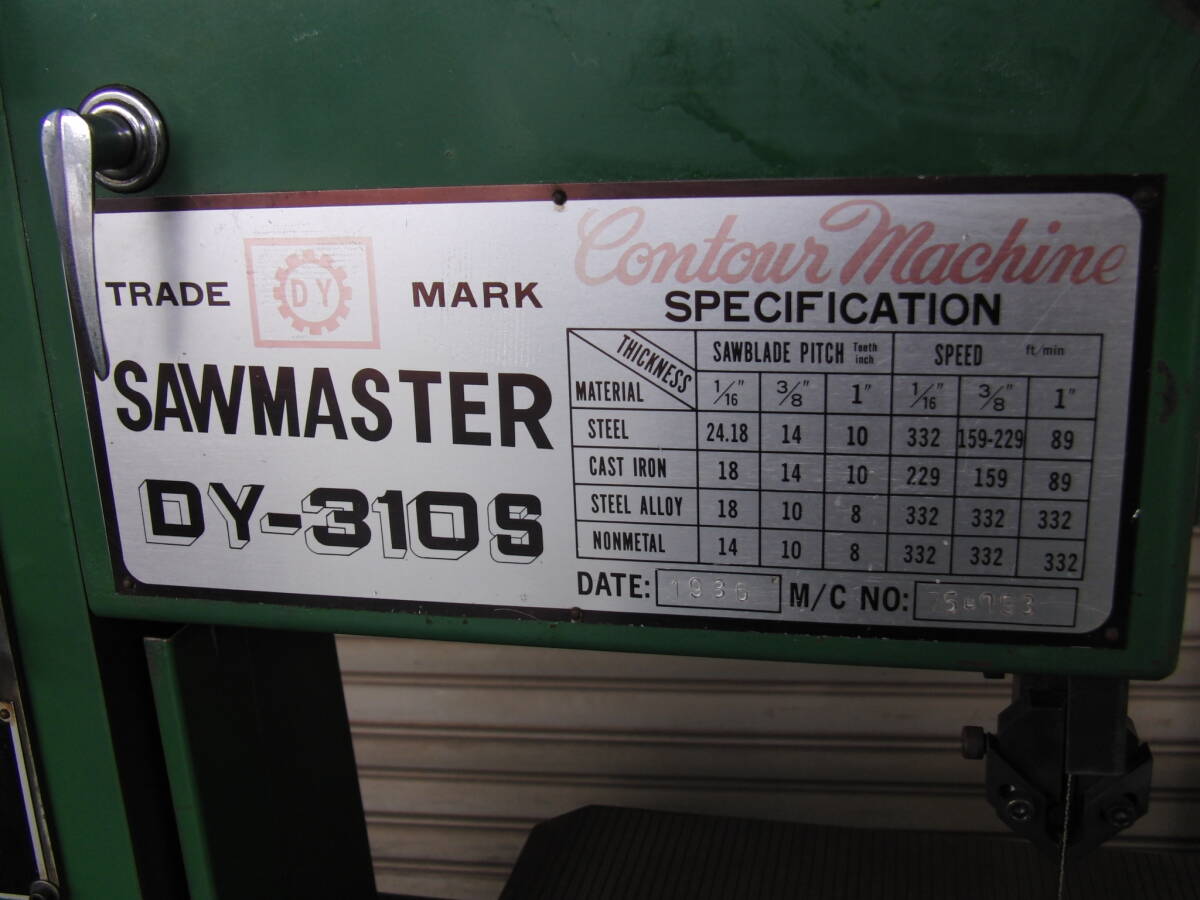 TRADE DY MARK
SAWMASTER
DY-310S
Contour Machine
SPECIFICATION
THICKNESS SAWBLADE PITCH Teeth inch SPEED ft/min
MATERIAL 1/16" 3/8" 1" 1/16" 3/8" 1"
STEEL 24.18 14 10 332 159-229 89
CAST IRON 18 14 10 229 159 89
STEEL ALLOY 18 10 8 332 332 332
NONMETAL 14 10 8 332 332 332
DATE: 1936 M/C NO: